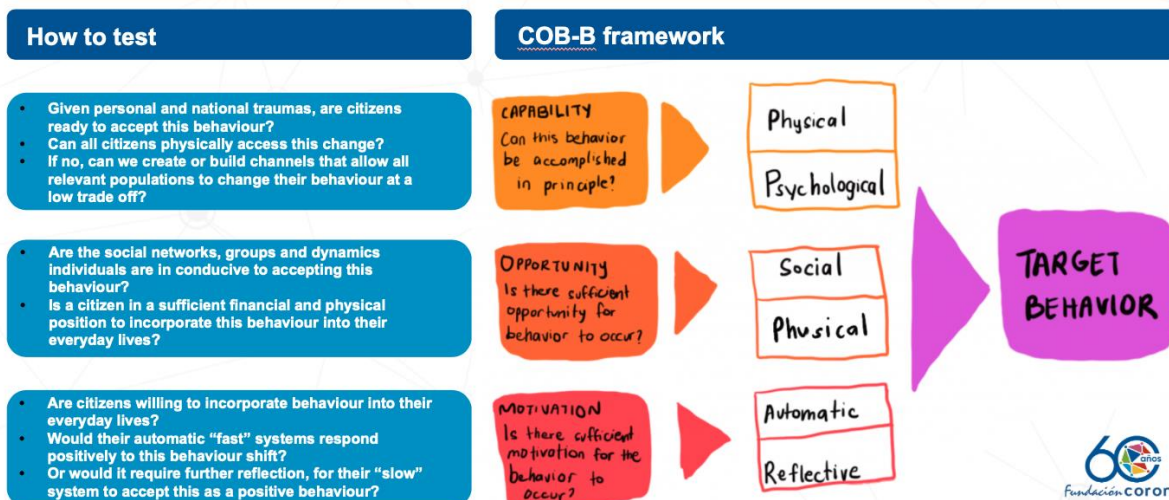 How to test
COB-B framework
Given personal and national traumas, are citizens
ready to accept this behaviour?
Can all citizens physically access this change?
If no, can we create or build channels that allow all
relevant populations to change their behaviour at a
low trade off?
CAPABILITY
Can this behavior
be accomplished
in principle?
Physical
Psychological
Are the social networks, groups and dynamics
individuals are in conducive to accepting this
behaviour?
Is a citizen in a sufficient financial and physical
position to incorporate this behaviour into their
everyday lives?
OPPORTUNITY
Is there sufficient
opportunity for
behavior to occur?
Social
Physical
TARGET
BEHAVIOR
Are citizens willing to incorporate behaviour into their
everyday lives?
Would their automatic “fast” systems respond
positively to this behaviour shift?
Or would it require further reflection, for their “slow”
system to accept this as a positive behaviour?
MOTIVATION
Is there sufficient
motivation for the
behavior to
occur?
Automatic
Reflective
60 años
Fundación coron